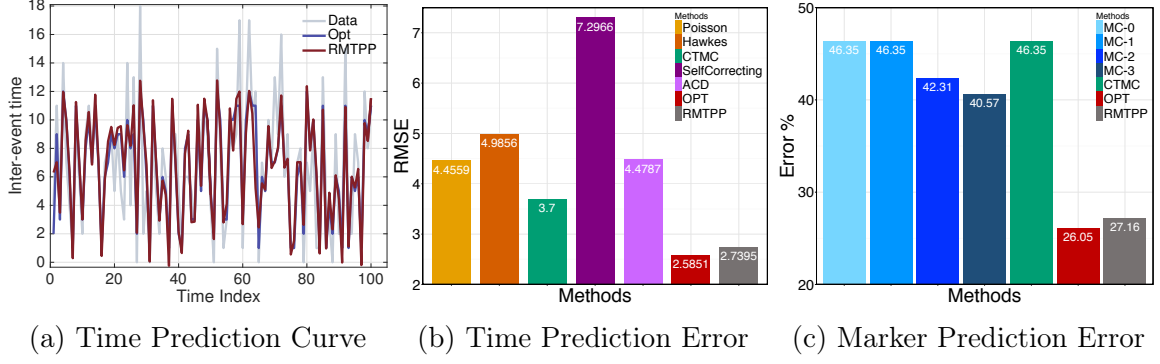 18
16
14
12
10
8
6
4
2
0
0
20
40
60
80
100
Inter-event time
Time Index
Data
Opt
RMTPP
(a) Time Prediction Curve
7
6
5
4
3
2
RMSE
Methods
4.4559
4.9856
3.7
7.2966
4.4787
2.5851
2.7395
Methods
Poisson
Hawkes
CTMC
SelfCorrecting
ACD
OPT
RMTPP
(b) Time Prediction Error
50
40
30
20
Error %
Methods
46.35
46.35
42.31
40.57
46.35
26.05
27.16
Methods
MC-0
MC-1
MC-2
MC-3
CTMC
OPT
RMTPP
(c) Marker Prediction Error